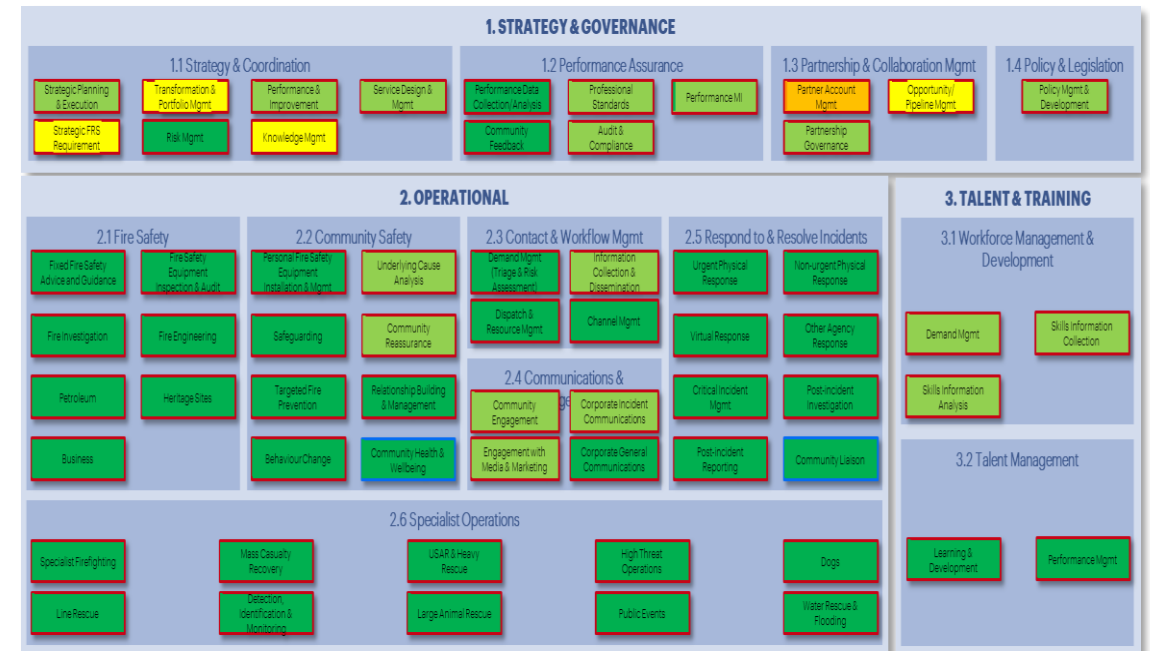 1. STRATEGY & GOVERNANCE
1.1 Strategy & Coordination
Strategic Planning
& Execution
Transformation &
Portfolio Mgmt
Performance &
Improvement
Service Design &
Mgmt
Strategic FRS
Requirement
Risk Mgmt
Knowledge Mgmt
1.2 Performance Assurance
Performance Data
Collection/Analysis
Professional
Standards
Performance MI
Community
Feedback
Audit &
Compliance
1.3 Partnership & Collaboration Mgmt
Partner Account
Mgmt
Opportunity/
Pipeline Mgmt
Partnership
Governance
1.4 Policy & Legislation
Policy Mgmt &
Development
2. OPERATIONAL
2.1 Fire Safety
Fixed Fire Safety
Advice and Guidance
Fire Safety
Equipment
Inspection & Audit
Fire Investigation
Fire Engineering
Petroleum
Heritage Sites
Business
2.2 Community Safety
Personal Fire Safety
Equipment
Installation & Mgmt
Underlying Cause
Analysis
Safeguarding
Community
Reassurance
Targeted Fire
Prevention
Relationship Building
& Management
Behaviour Change
Community Health &
Wellbeing
2.3 Contact & Workflow Mgmt
Demand Mgmt
(Triage & Risk
Assessment)
Information
Collection &
Dissemination
Dispatch &
Resource Mgmt
Channel Mgmt
2.4 Communications &
Community
Engagement
Corporate Incident
Communications
Engagement with
Media & Marketing
Corporate General
Communications
2.5 Respond to & Resolve Incidents
Urgent Physical
Response
Non-urgent Physical
Response
Virtual Response
Other Agency
Response
Critical Incident
Mgmt
Post-incident
Investigation
Post-incident
Reporting
Community Liaison
2.6 Specialist Operations
Specialist Firefighting
Mass Casualty
Recovery
USAR & Heavy
Rescue
High Threat
Operations
Dogs
Line Rescue
Detection,
Identification &
Monitoring
Large Animal Rescue
Public Events
Water Rescue &
Flooding
3. TALENT & TRAINING
3.1 Workforce Management &
Development
Demand Mgmt
Skills Information
Collection
Skills Information
Analysis
3.2 Talent Management
Learning &
Development
Performance Mgmt